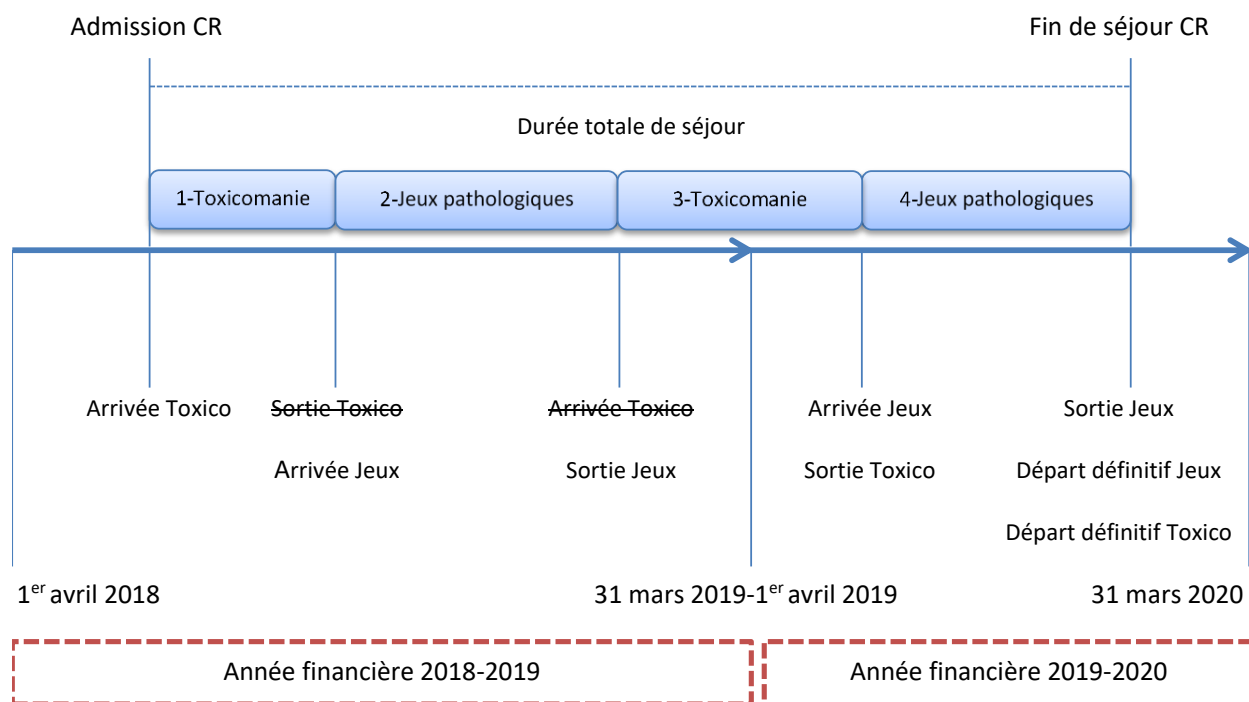 Admission CR
Fin de séjour CR
Durée totale de séjour
1-Toxicomanie
2-Jeux pathologiques
3-Toxicomanie
4-Jeux pathologiques
Arrivée Toxico
Sortie Toxico
Arrivée Toxico
Arrivée Jeux
Sortie Jeux
Arrivée Jeux
Sortie Jeux
Sortie Toxico
Départ définitif Jeux
Départ définitif Toxico
1er avril 2018
31 mars 2019-1er avril 2019
31 mars 2020
Année financière 2018-2019
Année financière 2019-2020